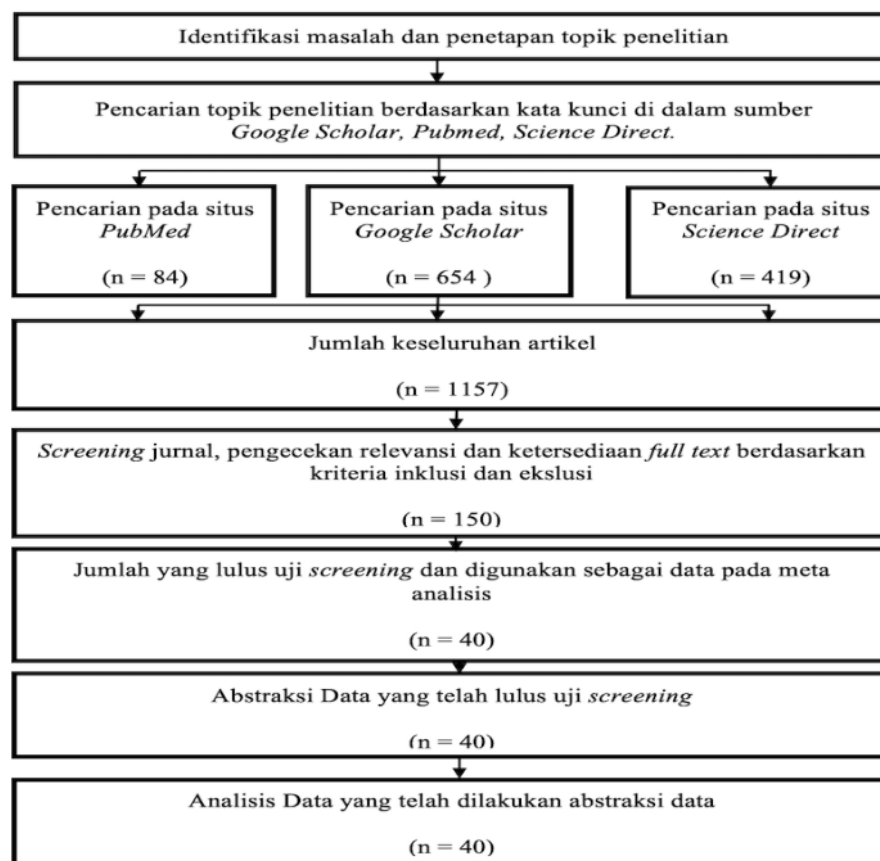 Identifikasi masalah dan penetapan topik penelitian
Pencarian topik penelitian berdasarkan kata kunci di dalam sumber
Google Scholar, Pubmed, Science Direct.
Pencarian pada situs
PubMed
(n = 84)
Pencarian pada situs
Google Scholar
(n = 654 )
Pencarian pada situs
Science Direct
(n = 419)
Jumlah keseluruhan artikel
(n = 1157)
Screening jurnal, pengecekan relevansi dan ketersediaan full text berdasarkan
kriteria inklusi dan ekslusi
(n = 150)
Jumlah yang lulus uji screening dan digunakan sebagai data pada meta
analisis
(n = 40)
Abstraksi Data yang telah lulus uji screening
(n = 40)
Analisis Data yang telah dilakukan abstraksi data
(n = 40)